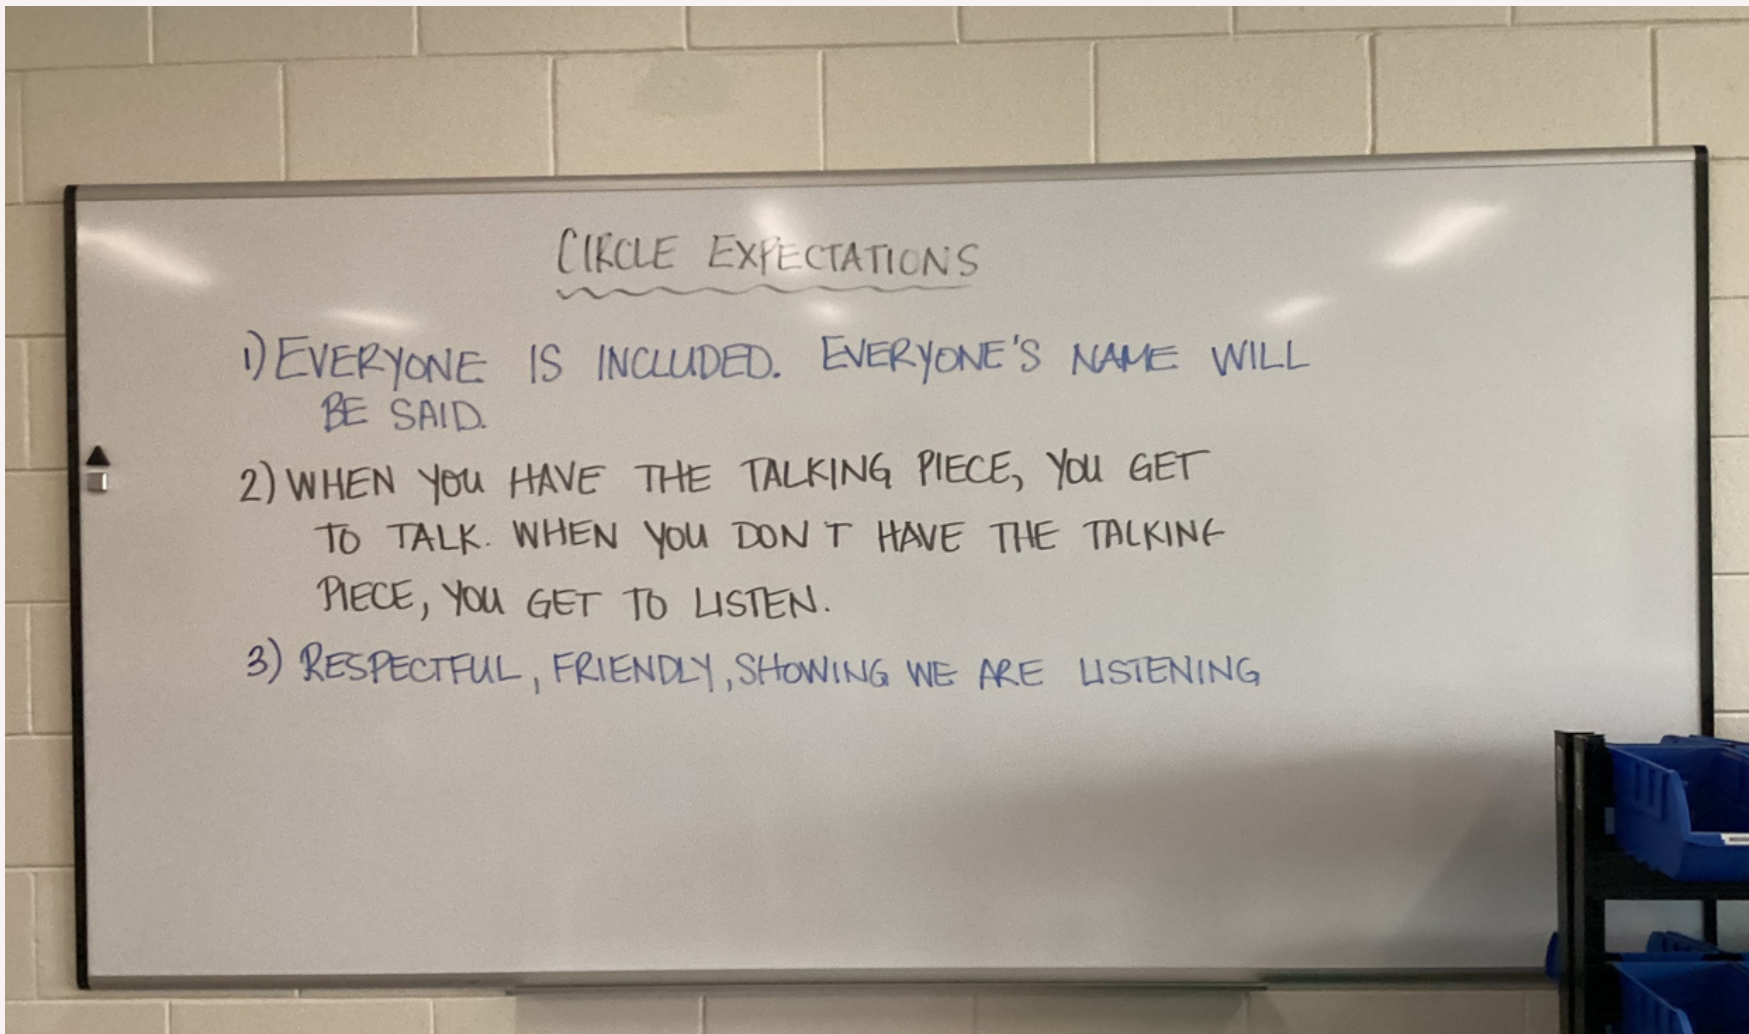 CIRCLE EXPECTATIONS
1) EVERYONE IS INCLUDED. EVERYONE'S NAME WILL
BE SAID.
2) WHEN YOU HAVE THE TALKING PIECE, YOU GET
TO TALK. WHEN YOU DON T HAVE THE TALKING
PIECE, YOU GET TO LISTEN.
3) RESPECTFUL, FRIENDLY, SHOWING WE ARE LISTENING